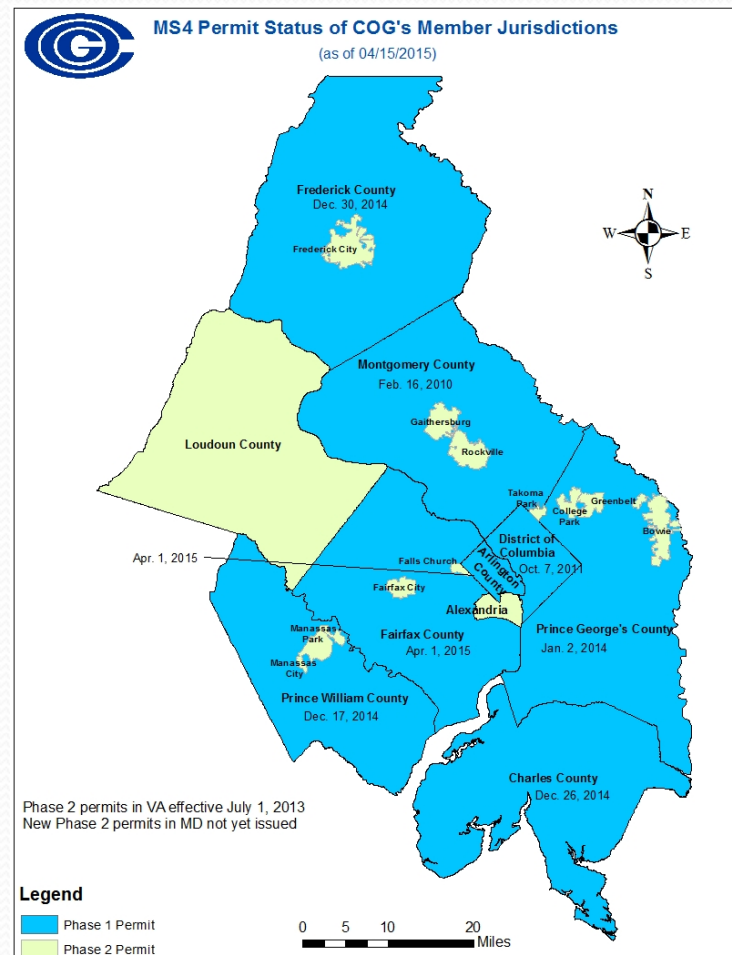 MS4 Permit Status of COG's Member Jurisdictions
(as of 04/15/2015)
N
W
E
S
Frederick County
Dec. 30, 2014
Frederick City
Montgomery County
Feb. 16, 2010
Gaithersburg
Rockville
Loudoun County
Takoma
Park
Greenbelt
College
Park
Bowie
District of
Columbia
Oct. 7, 2011
Apr. 1, 2015
Falls Church
Arlington
County
Fairfax City
Alexandria
Fairfax County
Apr. 1, 2015
Prince George's County
Jan. 2, 2014
Manassas
Park
Manassas
City
Prince William County
Dec. 17, 2014
Charles County
Dec. 26, 2014
Phase 2 permits in VA effective July 1, 2013
New Phase 2 permits in MD not yet issued
Legend
Phase 1 Permit
Phase 2 Permit
0 5 10 20
Miles